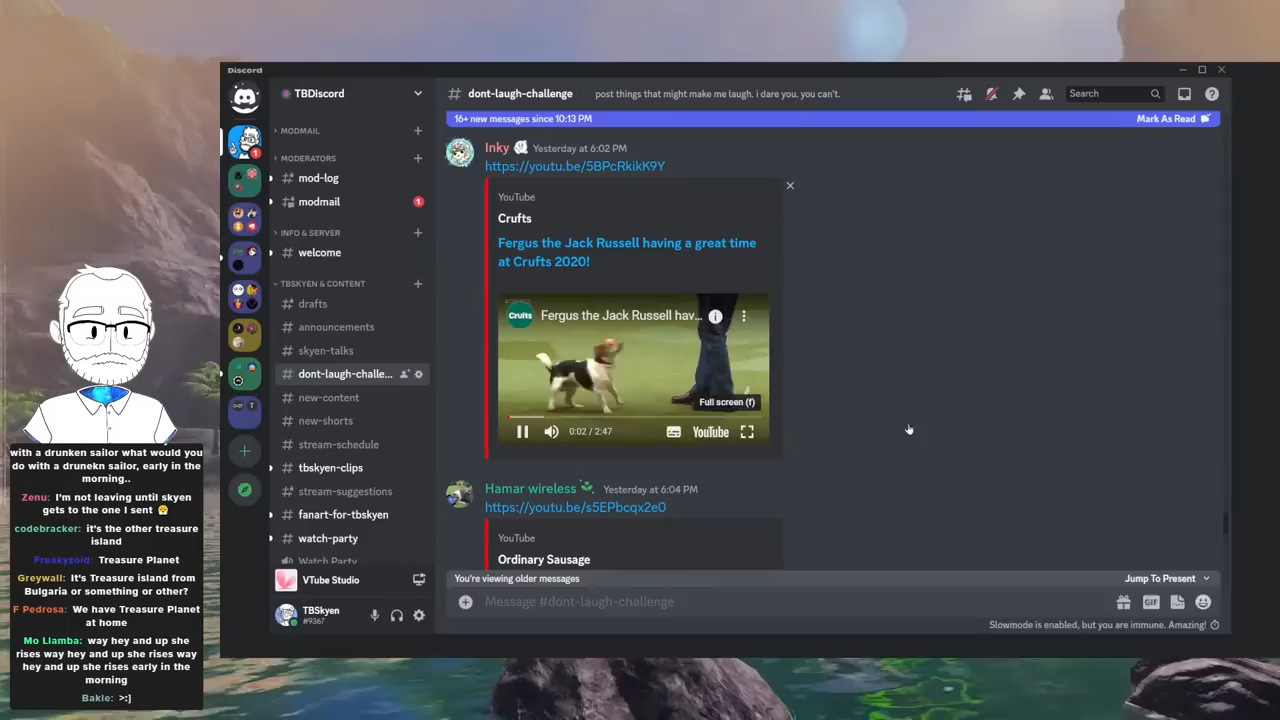 Discord
TBDiscord
MODMAIL
MODERATORS
mod-log
modmail
1
INFO & SERVER
welcome
TBSKYEN & CONTENT
drafts
announcements
skyen-talks
dont-laugh-challe...
new-content
new-shorts
stream-schedule
tbskyen-clips
stream-suggestions
fanart-for-tbskyen
watch-party
Watch Party
VTube Studio
TBSkyen
#9367
1
dont-laugh-challenge
post things that might make me laugh. i dare you. you can't.
Search
16+ new messages since 10:13 PM
Mark As Read
Inky Yesterday at 6:02 PM
https://youtu.be/5BPcRkikK9Y
YouTube
Crufts
Fergus the Jack Russell having a great time
at Crufts 2020!
Crufts
Fergus the Jack Russell hav...
Full screen (f)
0:02 / 2:47
YouTube
Hamar wireless Yesterday at 6:04 PM
https://youtu.be/s5EPbcqx2e0
YouTube
Ordinary Sausage
You're viewing older messages
Jump To Present
Message #dont-laugh-challenge
GIF
Slowmode is enabled, but you are immune. Amazing!
with a drunken sailor what would you
do with a drunekn sailor, early in the
morning..
Zenu: I'm not leaving until skyen
gets to the one I sent
codebracker: it's the other treasure
island
Freakyzoid: Treasure Planet
Greywall: It's Treasure island from
Bulgaria or something or other?
F Pedrosa: We have Treasure Planet
at home
Mo Llamba: way hey and up she
rises way hey and up she rises way
hey and up she rises early in the
morning
Bakle: >:]